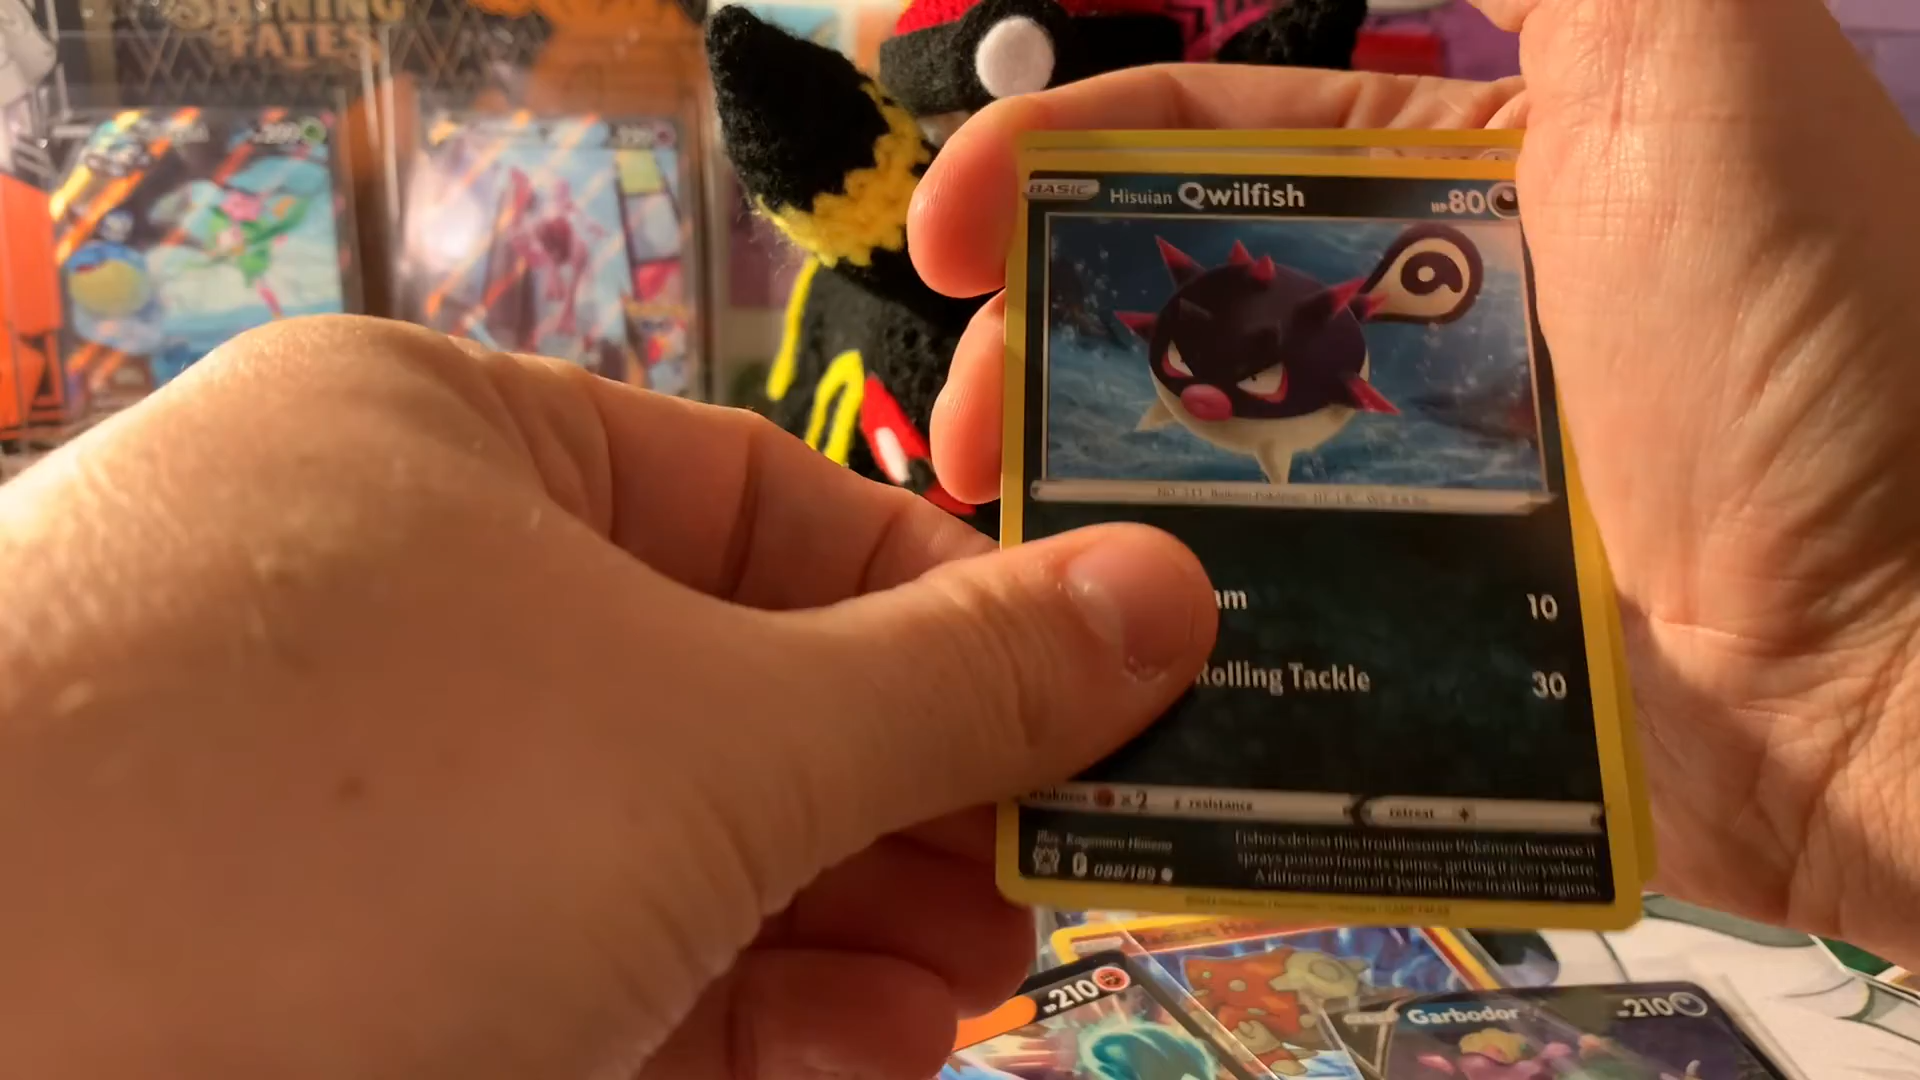 SHINING
FATES
BASIC
Hisuian Qwilfish
HP 80
10
Rolling Tackle
30
weakness
×2
resistance
retreat
Illus. Kagemaru Himeno
088/189
Fishers detest this troublesome Pokémon because it
sprays poison from its spines, getting it everywhere.
A different form of Qwilfish lives in other regions.
Radiant
210
Garbodor
210